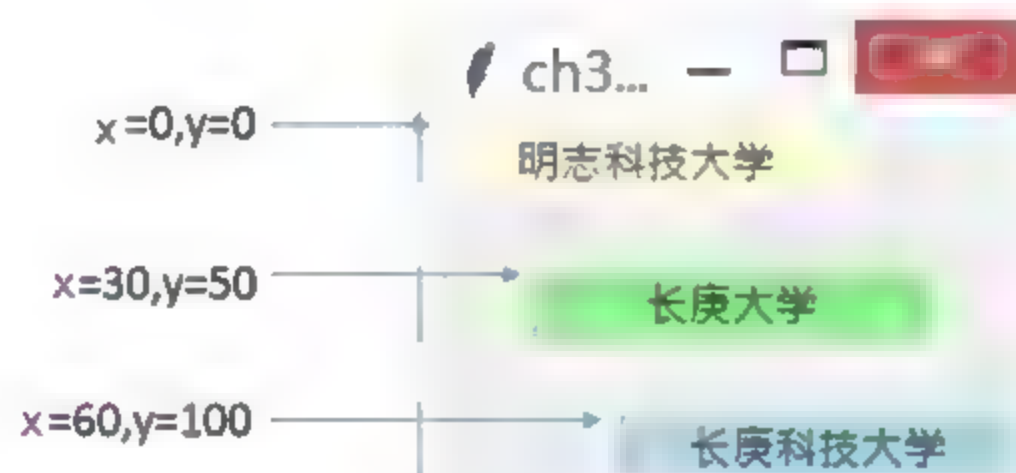 ch3...
x=0,y=0
明志科技大学
x=30,y=50
长庚大学
x=60,y=100
长庚科技大学